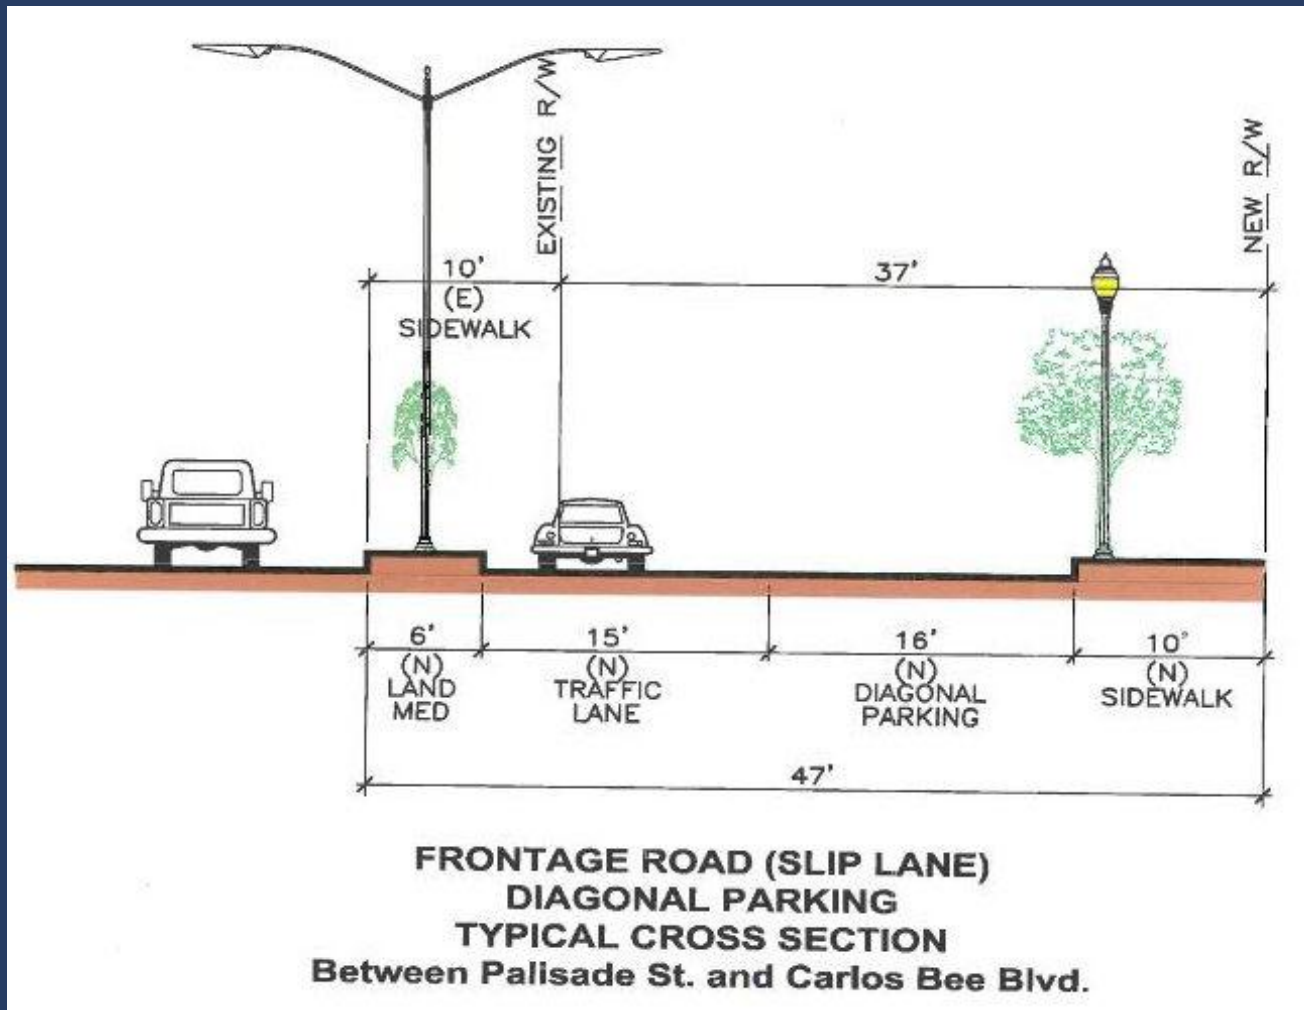 EXISTING R/W
NEW R/W
10'
(E)
SIDEWALK
37'
6'
(N)
LAND
MED
15'
(N)
TRAFFIC
LANE
16'
(N)
DIAGONAL
PARKING
10'
(N)
SIDEWALK
47'
FRONTAGE ROAD (SLIP LANE)
DIAGONAL PARKING
TYPICAL CROSS SECTION
Between Palisade St. and Carlos Bee Blvd.